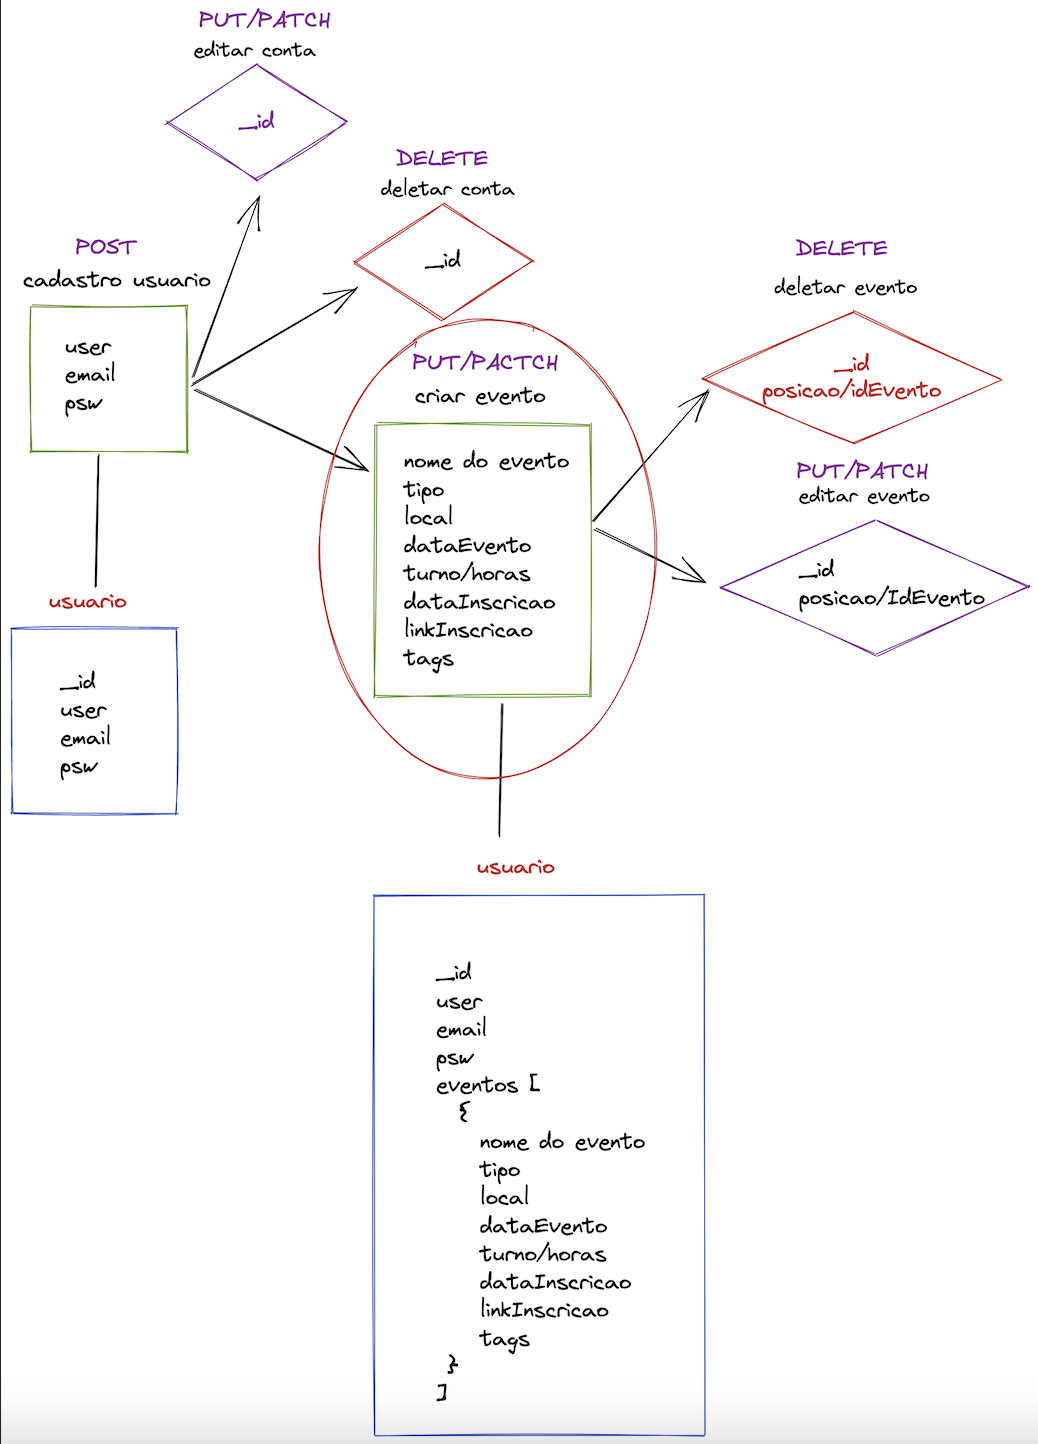 PUT/PATCH
editar conta
_id
DELETE
deletar conta
_id
POST
cadastro usuario
user
email
psw
usuario
_id
user
email
psw
PUT/PACTCH
criar evento
nome do evento
tipo
local
dataEvento
turno/horas
dataInscricao
linkInscricao
tags
DELETE
deletar evento
_id
posicao/idEvento
PUT/PATCH
editar evento
_id
posicao/IdEvento
usuario
_id
user
email
psw
eventos [
{
nome do evento
tipo
local
dataEvento
turno/horas
dataInscricao
linkInscricao
tags
}
]